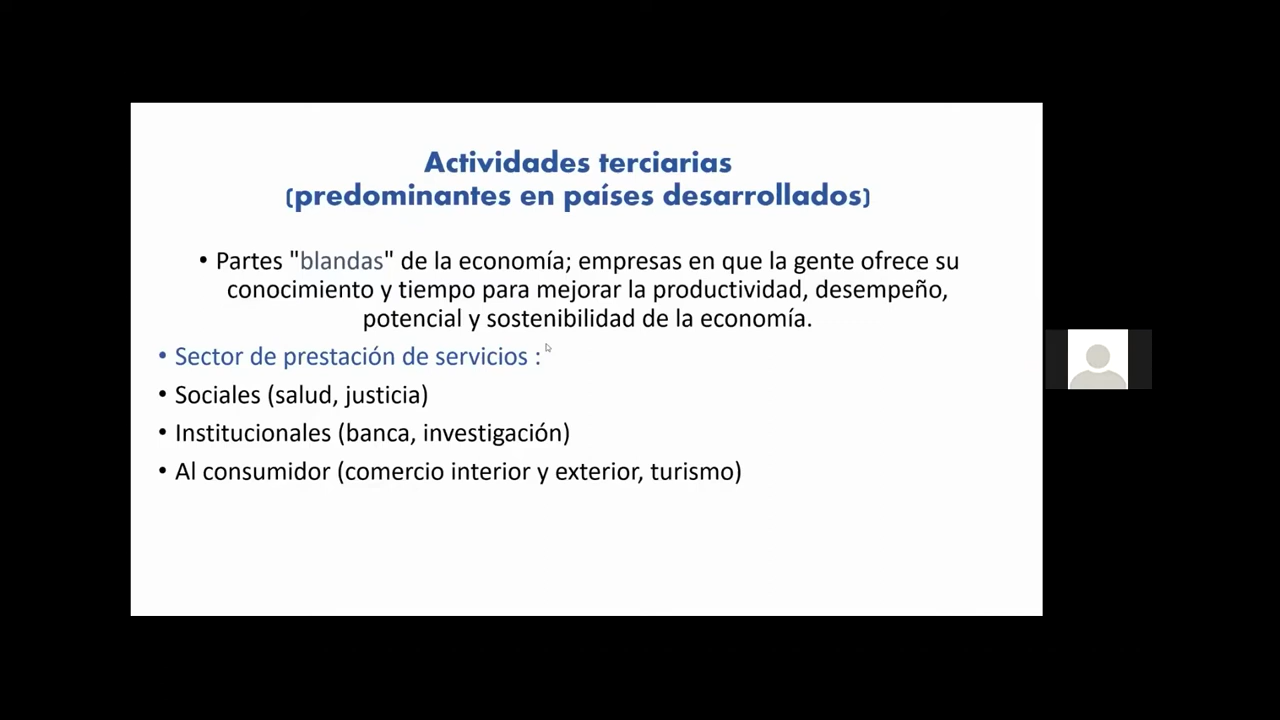 Actividades terciarias
(predominantes en países desarrollados)
• Partes "blandas" de la economía; empresas en que la gente ofrece su
conocimiento y tiempo para mejorar la productividad, desempeño,
potencial y sostenibilidad de la economía.
• Sector de prestación de servicios :
• Sociales (salud, justicia)
• Institucionales (banca, investigación)
• Al consumidor (comercio interior y exterior, turismo)